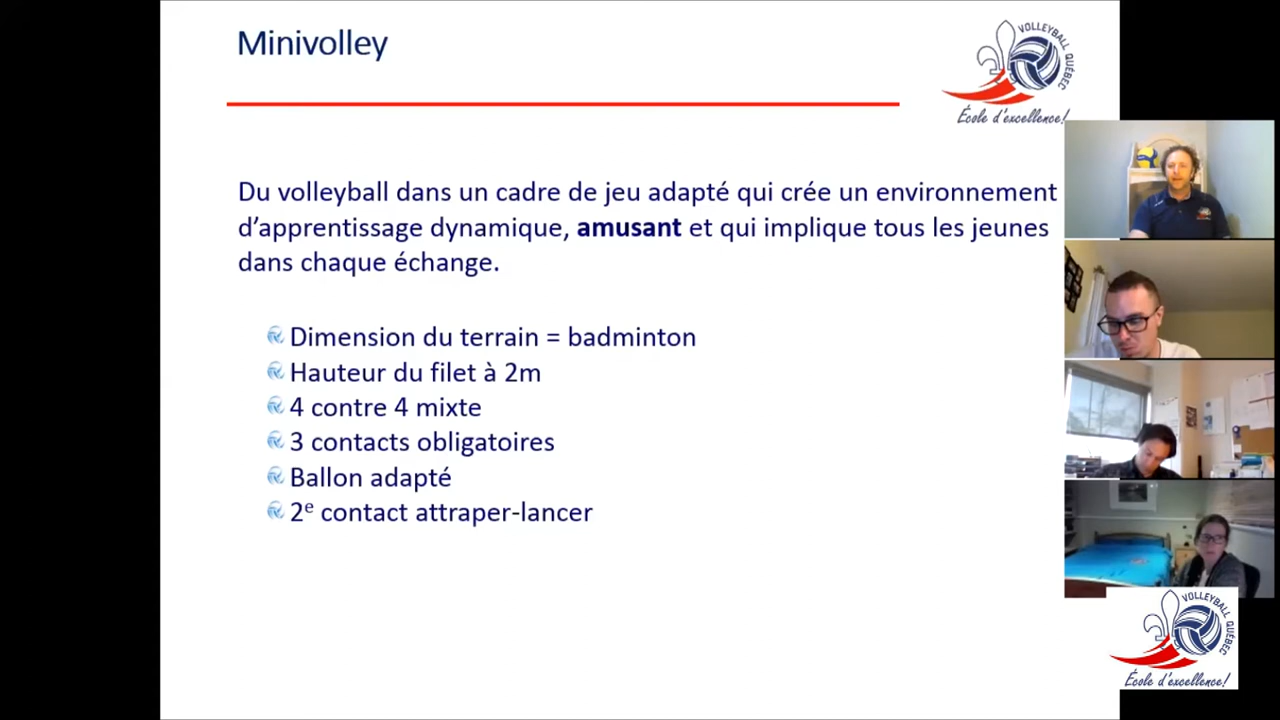 Minivolley
VOLLEYBALL QUÉBEC
École d'excellence!
Du volleyball dans un cadre de jeu adapté qui crée un environnement
d'apprentissage dynamique, amusant et qui implique tous les jeunes
dans chaque échange.
Dimension du terrain = badminton
Hauteur du filet à 2m
4 contre 4 mixte
3 contacts obligatoires
Ballon adapté
2e contact attraper-lancer
VOLLEYBALL QUÉBEC
École d'excellence!